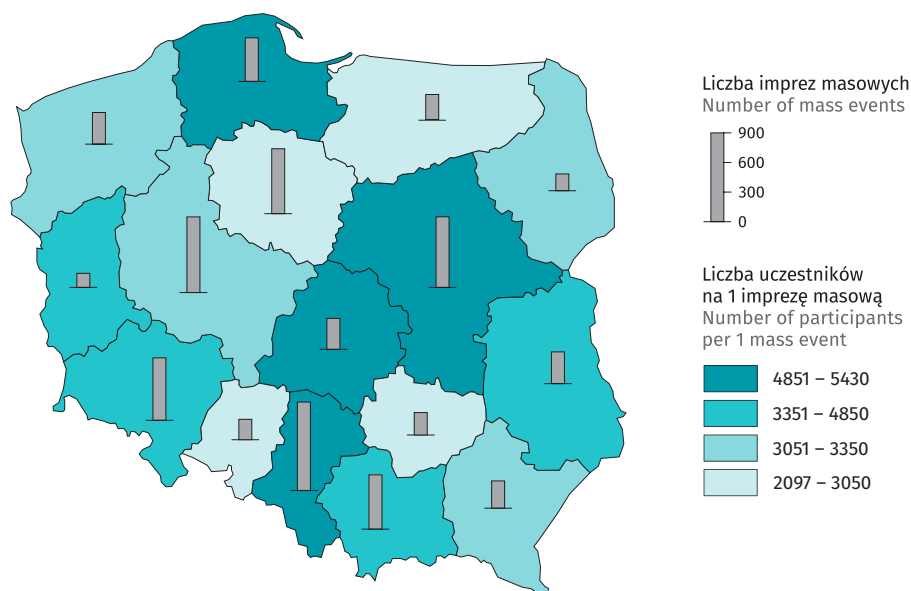 Liczba imprez masowych
Number of mass events
900
600
300
0
Liczba uczestników
na 1 imprezę masową
Number of participants
per 1 mass event
4851 – 5430
3351 – 4850
3051 – 3350
2097 – 3050